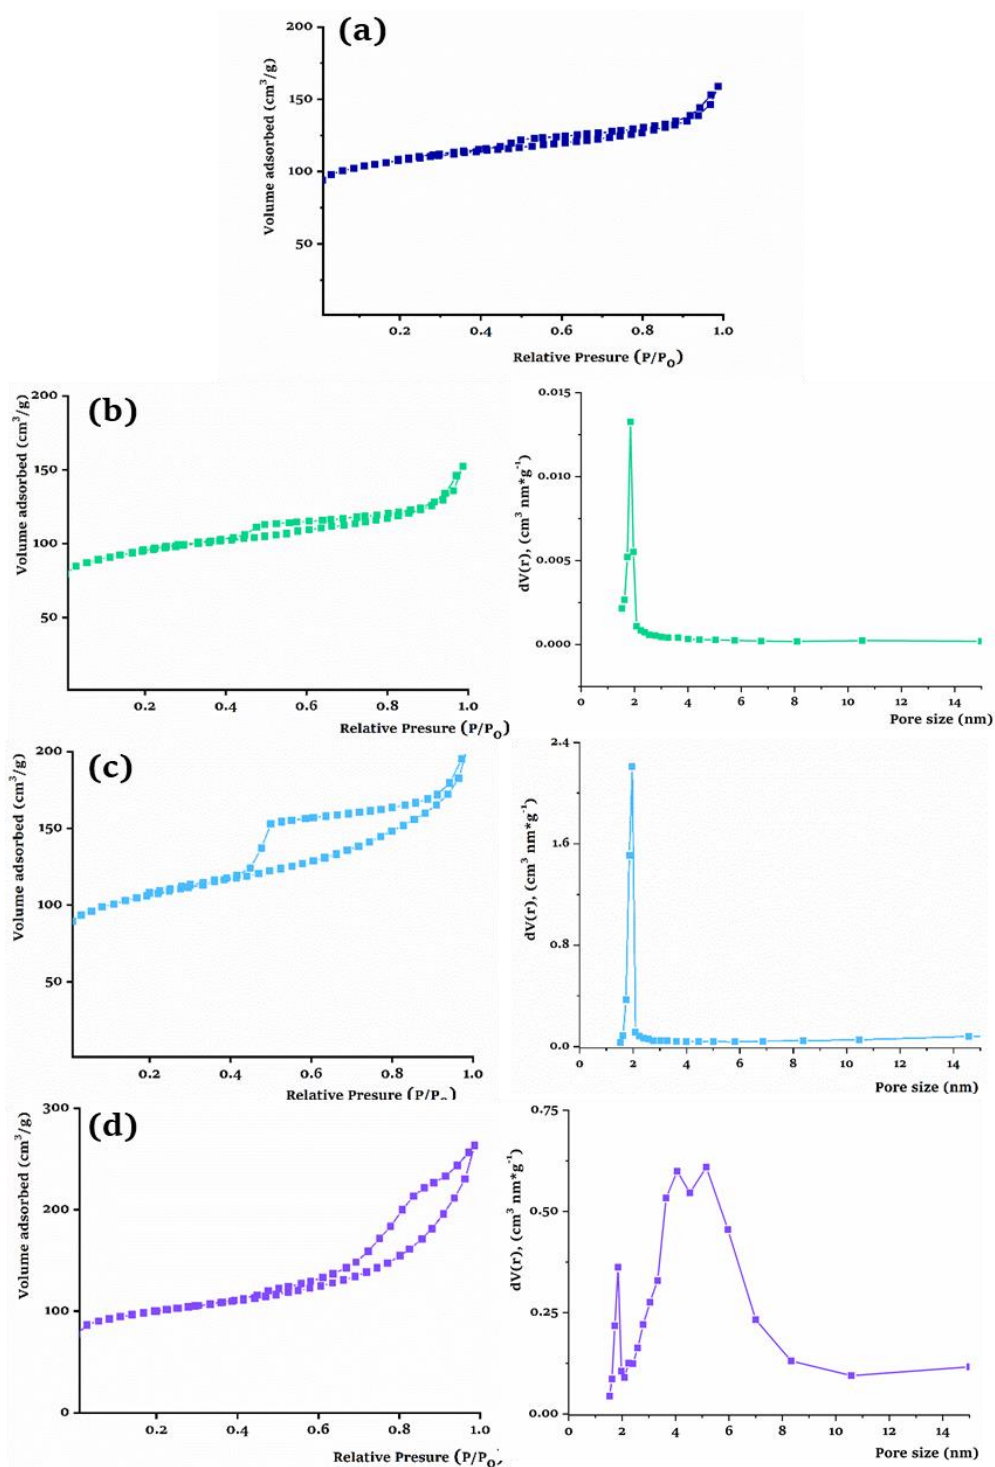 (a)
Volume adsorbed (cm³/g)
200
150
100
50
0.2 0.4 0.6 0.8 1.0
Relative Presure (P/P₀)
(b)
Volume adsorbed (cm³/g)
200
150
100
50
0.2 0.4 0.6 0.8 1.0
Relative Presure (P/P₀)
dV(r), (cm³ nm*g⁻¹)
0.015
0.010
0.005
0.000
0 2 4 6 8 10 12 14
Pore size (nm)
(c)
Volume adsorbed (cm³/g)
200
150
100
50
0.2 0.4 0.6 0.8 1.0
Relative Presure (P/P₀)
dV(r), (cm³ nm*g⁻¹)
2.4
1.6
0.8
0.0
0 2 4 6 8 10 12 14
Pore size (nm)
(d)
Volume adsorbed (cm³/g)
300
200
100
0
0.2 0.4 0.6 0.8 1.0
Relative Presure (P/P₀)
dV(r), (cm³ nm*g⁻¹)
0.75
0.50
0.25
0.00
0 2 4 6 8 10 12 14
Pore size (nm)